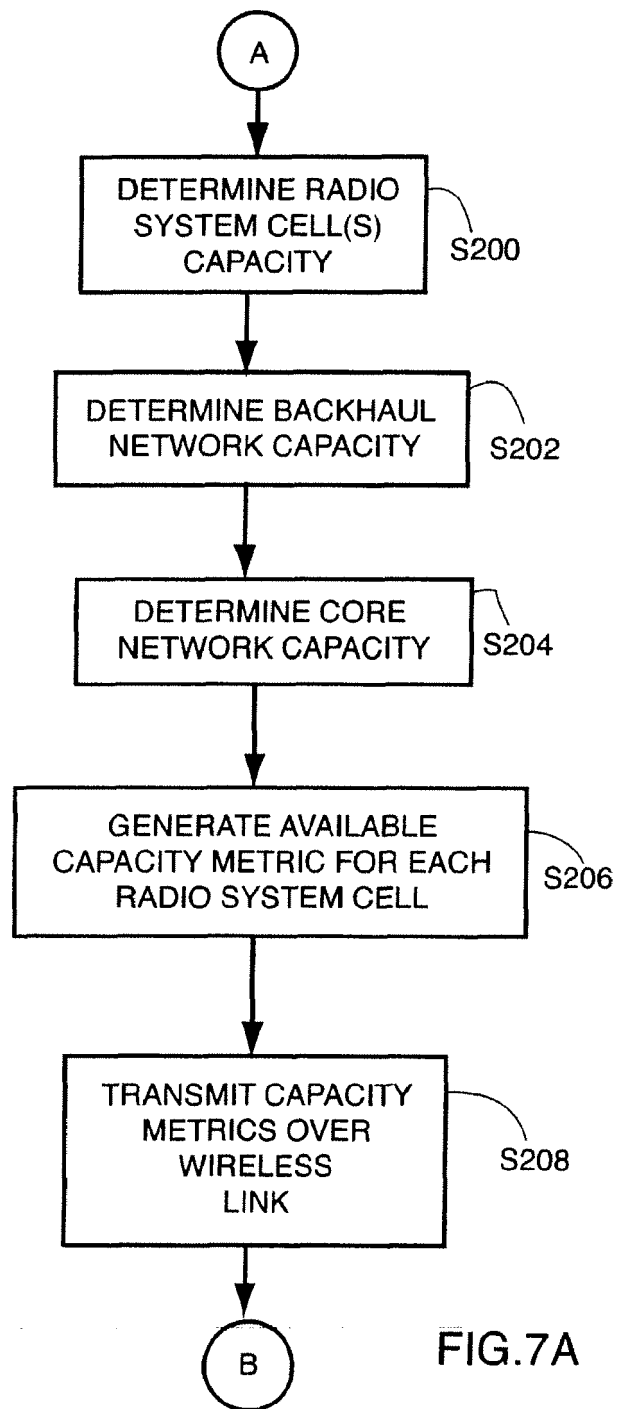 A
DETERMINE RADIO
SYSTEM CELL(S)
CAPACITY
S200
DETERMINE BACKHAUL
NETWORK CAPACITY
S202
DETERMINE CORE
NETWORK CAPACITY
S204
GENERATE AVAILABLE
CAPACITY METRIC FOR EACH
RADIO SYSTEM CELL
S206
TRANSMIT CAPACITY
METRICS OVER
WIRELESS
LINK
S208
B
FIG.7A